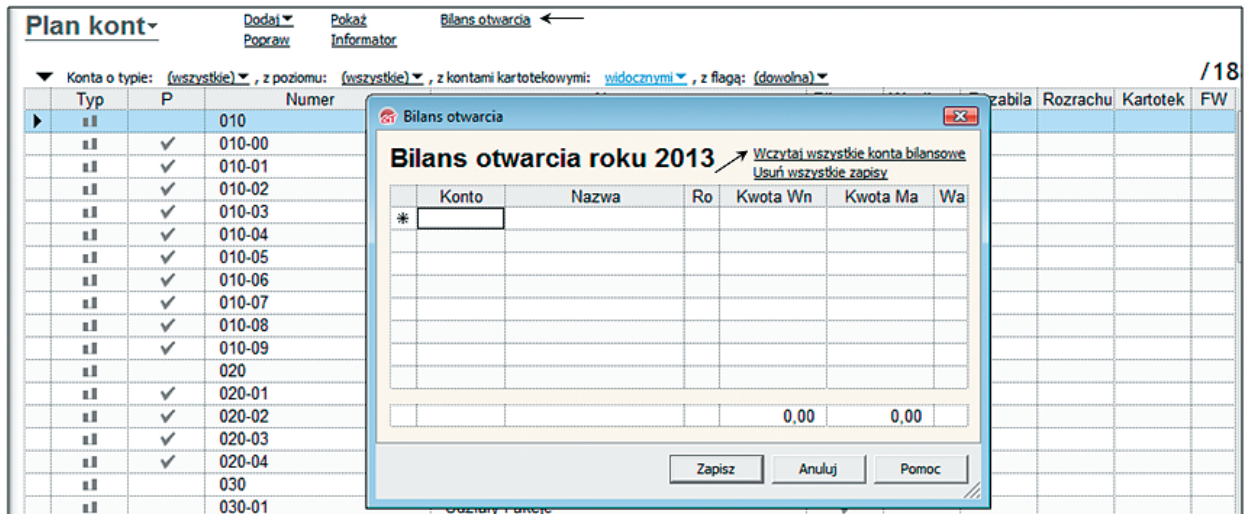 Plan kont
Dodaj Pokaż Bilans otwarcia
Popraw Informator
Konta o typie: (wszystkie) , z poziomu: (wszystkie) , z kontami kartotekowymi: widocznymi , z flagą: (dowolna) /18
Typ P Numer Rozrachu Kartotek FW
010
010-00
010-01
010-02
010-03
010-04
010-05
010-06
010-07
010-08
010-09
020
020-01
020-02
020-03
020-04
030
030-01
Bilans otwarcia
Bilans otwarcia roku 2013
Wczytaj wszystkie konta bilansowe
Usuń wszystkie zapisy
Konto Nazwa Ro Kwota Wn Kwota Ma Wa
0,00 0,00
Zapisz Anuluj Pomoc